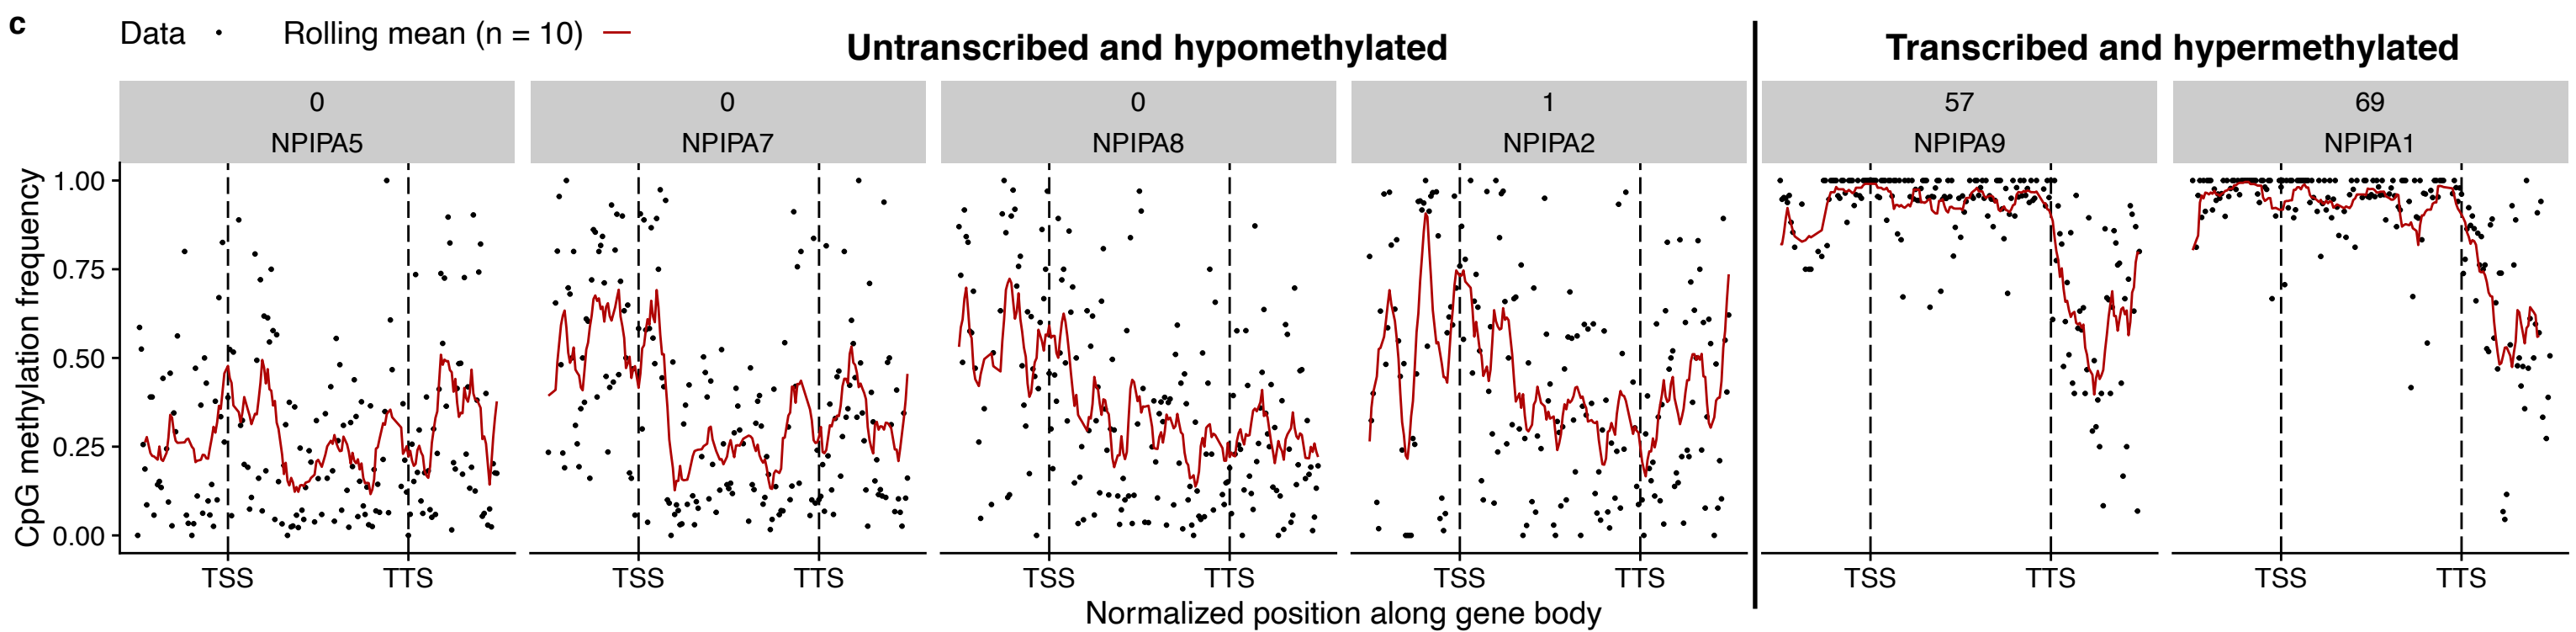 c
Data
Rolling mean (n = 10)
Untranscribed and hypomethylated
Transcribed and hypermethylated
0
NPIPA5
0
NPIPA7
0
NPIPA8
1
NPIPA2
57
NPIPA9
69
NPIPA1
CpG methylation frequency
1.00
0.75
0.50
0.25
0.00
TSS TTS
TSS TTS
TSS TTS
TSS TTS
TSS TTS
TSS TTS
Normalized position along gene body